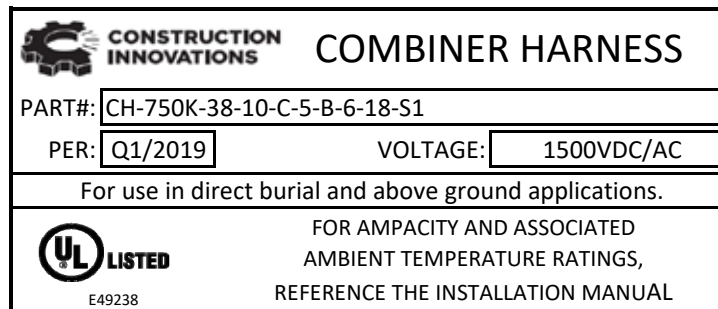 CONSTRUCTION
INNOVATIONS
COMBINER HARNESS
PART#: CH-750K-38-10-C-5-B-6-18-S1
PER: Q1/2019 VOLTAGE: 1500VDC/AC
For use in direct burial and above ground applications.
UL LISTED
E49238
FOR AMPACITY AND ASSOCIATED
AMBIENT TEMPERATURE RATINGS,
REFERENCE THE INSTALLATION MANUAL